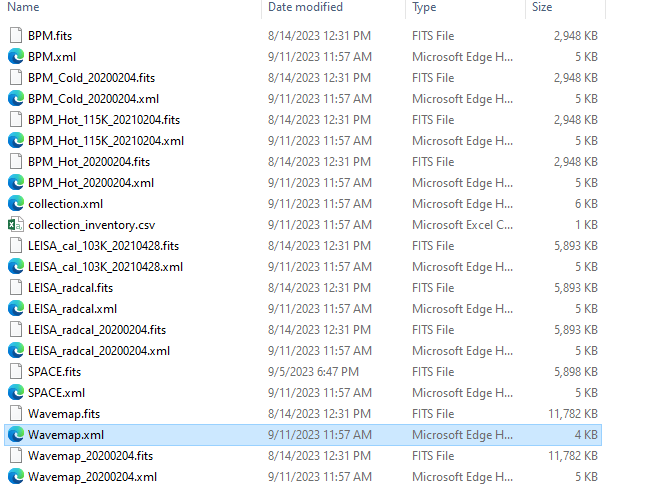 Name Date modified Type Size
BPM.fits 8/14/2023 12:31 PM FITS File 2,948 KB
BPM.xml 9/11/2023 11:57 AM Microsoft Edge H... 5 KB
BPM_Cold_20200204.fits 8/14/2023 12:31 PM FITS File 2,948 KB
BPM_Cold_20200204.xml 9/11/2023 11:57 AM Microsoft Edge H... 5 KB
BPM_Hot_115K_20210204.fits 8/14/2023 12:31 PM FITS File 2,948 KB
BPM_Hot_115K_20210204.xml 9/11/2023 11:57 AM Microsoft Edge H... 5 KB
BPM_Hot_20200204.fits 8/14/2023 12:31 PM FITS File 2,948 KB
BPM_Hot_20200204.xml 9/11/2023 11:57 AM Microsoft Edge H... 5 KB
collection.xml 9/11/2023 11:57 AM Microsoft Edge H... 6 KB
collection_inventory.csv 9/11/2023 11:57 AM Microsoft Excel C... 1 KB
LEISA_cal_103K_20210428.fits 8/14/2023 12:31 PM FITS File 5,893 KB
LEISA_cal_103K_20210428.xml 9/11/2023 11:57 AM Microsoft Edge H... 5 KB
LEISA_radcal.fits 8/14/2023 12:31 PM FITS File 5,893 KB
LEISA_radcal.xml 9/11/2023 11:57 AM Microsoft Edge H... 5 KB
LEISA_radcal_20200204.fits 8/14/2023 12:31 PM FITS File 5,893 KB
LEISA_radcal_20200204.xml 9/11/2023 11:57 AM Microsoft Edge H... 5 KB
SPACE.fits 9/5/2023 6:47 PM FITS File 5,898 KB
SPACE.xml 9/11/2023 11:57 AM Microsoft Edge H... 5 KB
Wavemap.fits 8/14/2023 12:31 PM FITS File 11,782 KB
Wavemap.xml 9/11/2023 11:57 AM Microsoft Edge H... 4 KB
Wavemap_20200204.fits 8/14/2023 12:31 PM FITS File 11,782 KB
Wavemap_20200204.xml 9/11/2023 11:57 AM Microsoft Edge H... 5 KB